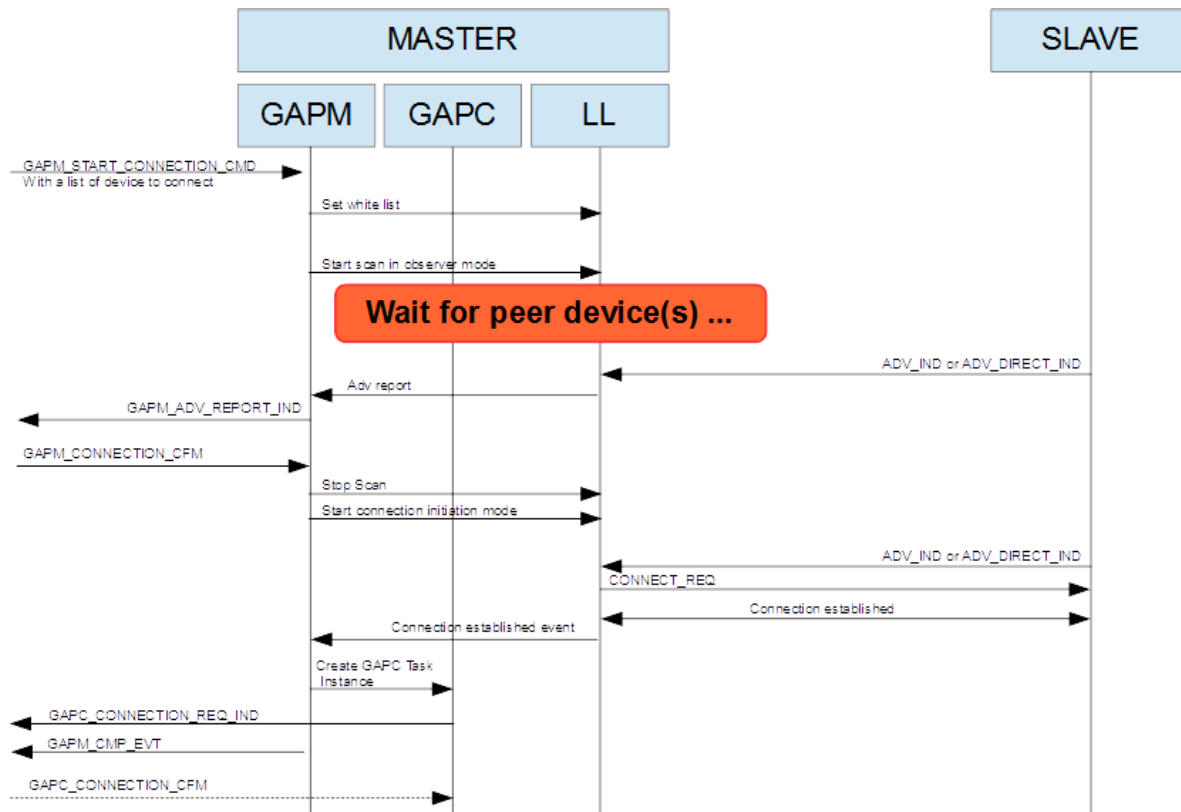 MASTER
SLAVE
GAPM
GAPC
LL
GAPM_START_CONNECTION_CMD
With a list of device to connect
Set white list
Start scan in observer mode
Wait for peer device(s) ...
ADV_IND or ADV_DIRECT_IND
Adv report
GAPM_ADV_REPORT_IND
GAPM_CONNECTION_CFM
Stop Scan
Start connection initiation mode
ADV_IND or ADV_DIRECT_IND
CONNECT_REQ
Connection established
Connection established event
Create GAPC Task
Instance
GAPC_CONNECTION_REQ_IND
GAPM_CMP_EVT
GAPC_CONNECTION_CFM